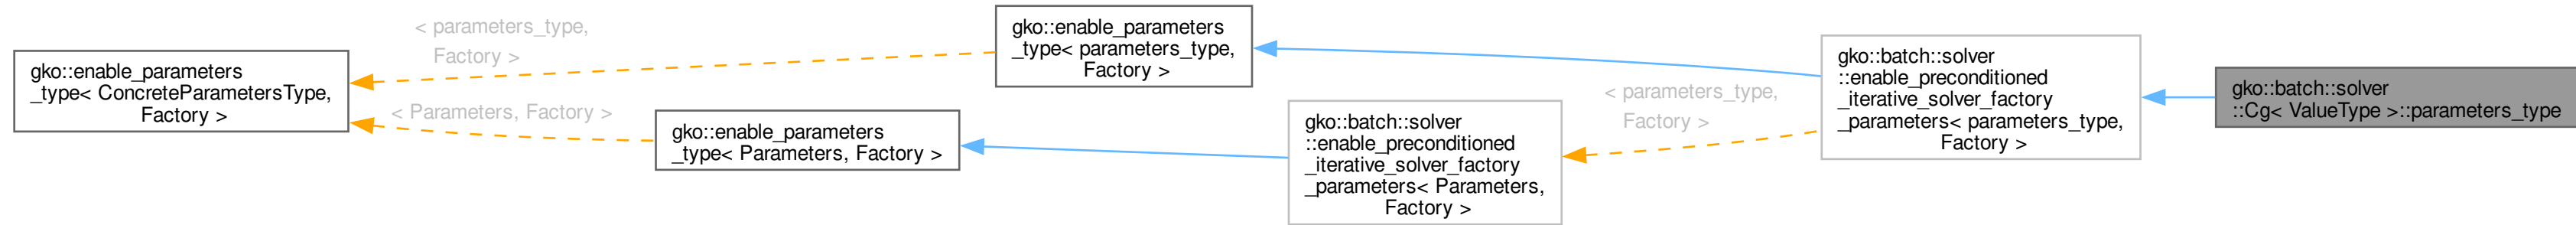 gko::enable_parameters
_type< ConcreteParametersType,
Factory >
< parameters_type,
Factory >
< Parameters, Factory >
gko::enable_parameters
_type< Parameters, Factory >
gko::enable_parameters
_type< parameters_type,
Factory >
gko::batch::solver
::enable_preconditioned
_iterative_solver_factory
_parameters< Parameters,
Factory >
< parameters_type,
Factory >
gko::batch::solver
::enable_preconditioned
_iterative_solver_factory
_parameters< parameters_type,
Factory >
gko::batch::solver
::Cg< ValueType >::parameters_type